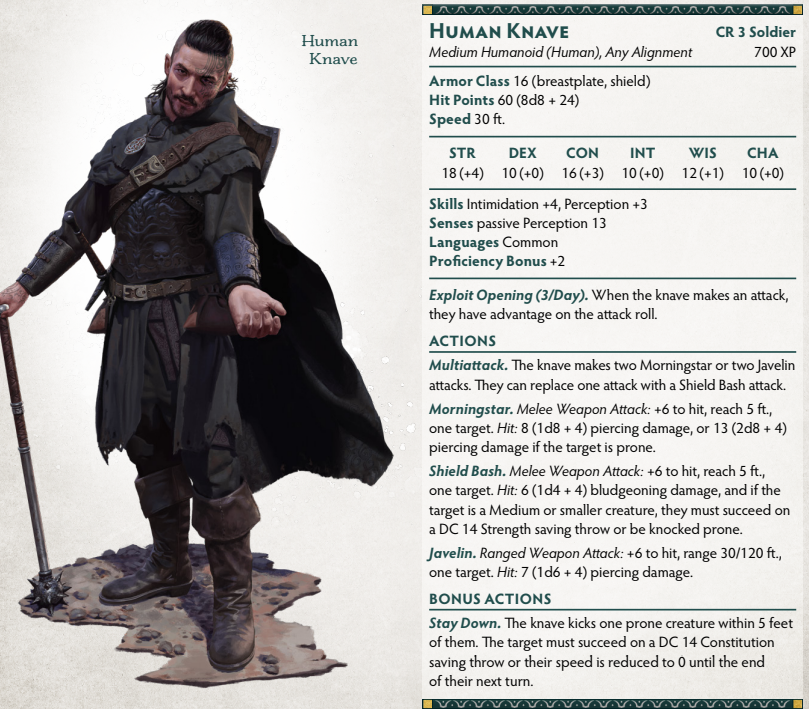 Human
Knave
HUMAN KNAVE
CR 3 Soldier
Medium Humanoid (Human), Any Alignment
700 XP
Armor Class 16 (breastplate, shield)
Hit Points 60 (8d8 + 24)
Speed 30 ft.
STR DEX CON INT WIS CHA
18 (+4) 10 (+0) 16 (+3) 10 (+0) 12 (+1) 10 (+0)
Skills Intimidation +4, Perception +3
Senses passive Perception 13
Languages Common
Proficiency Bonus +2
Exploit Opening (3/Day). When the knave makes an attack,
they have advantage on the attack roll.
ACTIONS
Multiattack. The knave makes two Morningstar or two Javelin
attacks. They can replace one attack with a Shield Bash attack.
Morningstar. Melee Weapon Attack: +6 to hit, reach 5 ft.,
one target. Hit: 8 (1d8 + 4) piercing damage, or 13 (2d8 + 4)
piercing damage if the target is prone.
Shield Bash. Melee Weapon Attack: +6 to hit, reach 5 ft.,
one target. Hit: 6 (1d4 + 4) bludgeoning damage, and if the
target is a Medium or smaller creature, they must succeed on
a DC 14 Strength saving throw or be knocked prone.
Javelin. Ranged Weapon Attack: +6 to hit, range 30/120 ft.,
one target. Hit: 7 (1d6 + 4) piercing damage.
BONUS ACTIONS
Stay Down. The knave kicks one prone creature within 5 feet
of them. The target must succeed on a DC 14 Constitution
saving throw or their speed is reduced to 0 until the end
of their next turn.